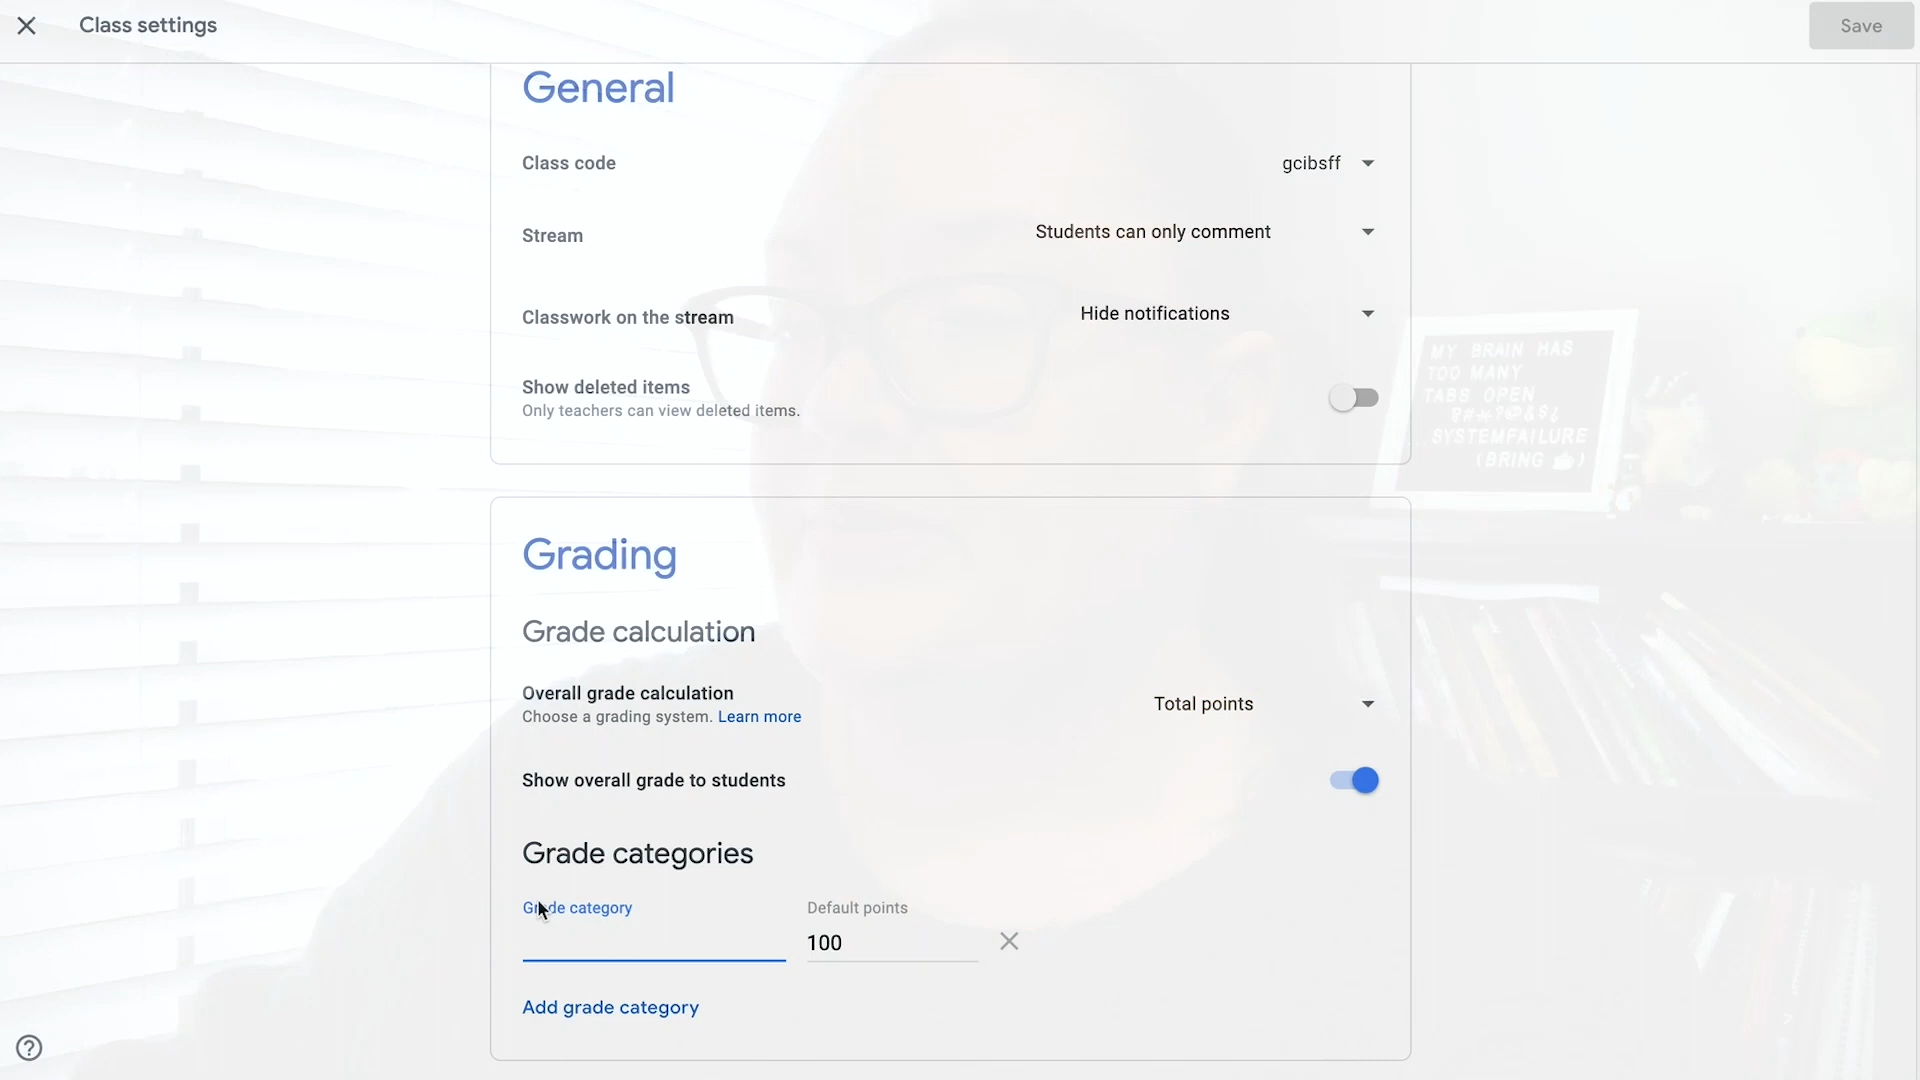 Class settings
Save
General
Class code
gcibsff
Stream
Students can only comment
Classwork on the stream
Hide notifications
Show deleted items
Only teachers can view deleted items.
MY BRAIN HAS
TOO MANY
TABS OPEN
?#*?@&$¿
SYSTEMFAILURE
(BRING ☕)
Grading
Grade calculation
Overall grade calculation
Choose a grading system. Learn more
Total points
Show overall grade to students
Grade categories
Grade category
Default points
100
Add grade category